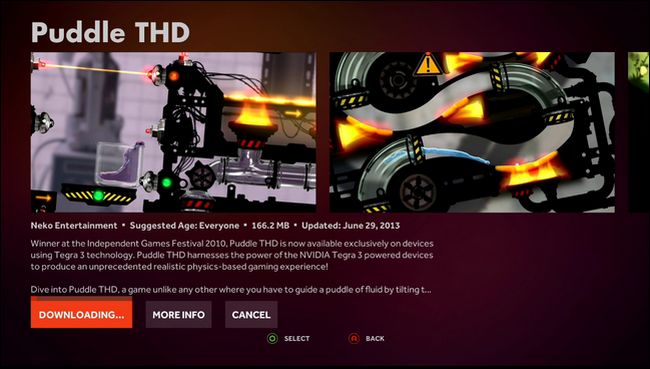 Puddle THD
Neko Entertainment • Suggested Age: Everyone • 166.2 MB • Updated: June 29, 2013
Winner at the Independent Games Festival 2010, Puddle THD is now available exclusively on devices
using Tegra 3 technology. Puddle THD harnesses the power of the NVIDIA Tegra 3 powered devices
to produce an unprecedented realistic physics-based gaming experience!
Dive into Puddle THD, a game unlike any other where you have to guide a puddle of fluid by tilting t...
DOWNLOADING... MORE INFO CANCEL
O SELECT A BACK